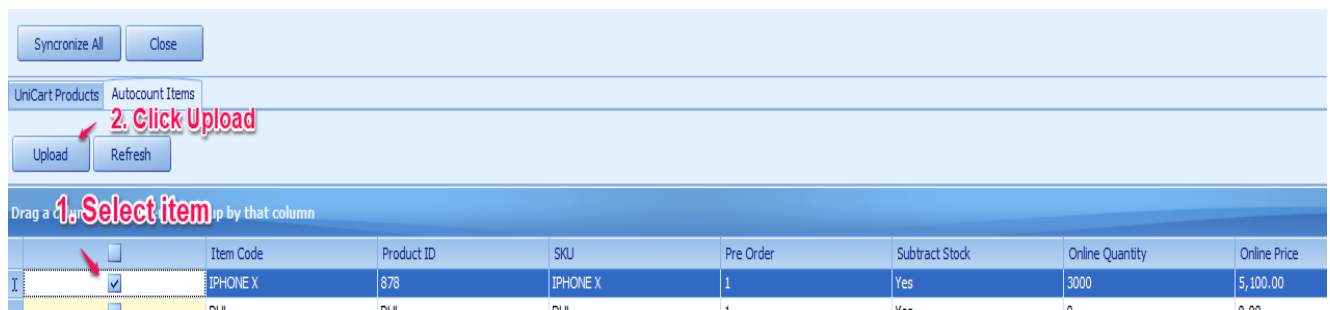 Syncronize All Close
UniCart Products Autocount Items
2. Click Upload
Upload Refresh
Drag a 1. Select item up by that column
Item Code Product ID SKU Pre Order Subtract Stock Online Quantity Online Price
IPHONE X 878 IPHONE X 1 Yes 3000 5,100.00